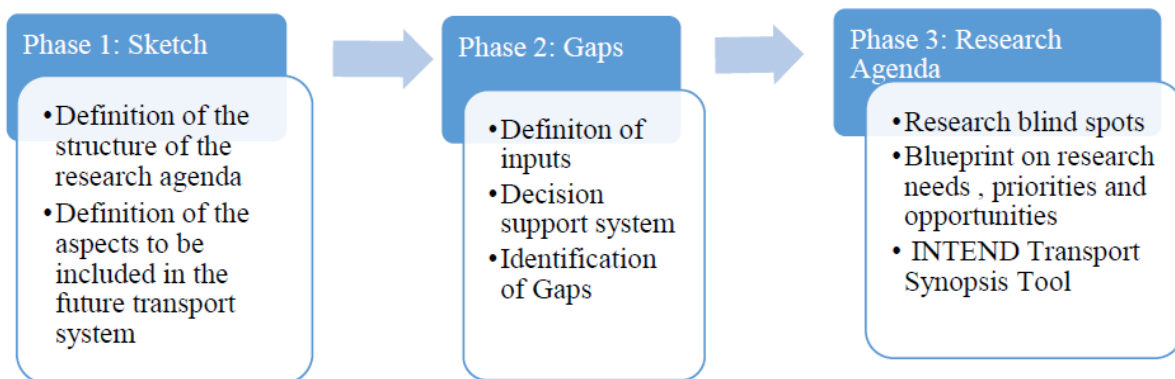 Phase 1: Sketch
•Definition of the
structure of the
research agenda
•Definition of the
aspects to be
included in the
future transport
system
Phase 2: Gaps
•Definiton of
inputs
•Decision
support system
•Identification
of Gaps
Phase 3: Research
Agenda
•Research blind spots
•Blueprint on research
needs , priorities and
opportunities
• INTEND Transport
Synopsis Tool